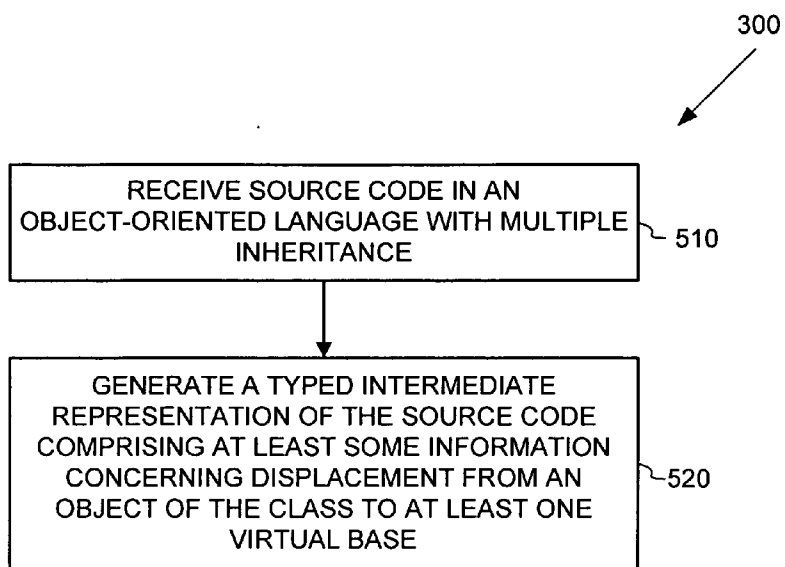 300
RECEIVE SOURCE CODE IN AN
OBJECT-ORIENTED LANGUAGE WITH MULTIPLE
INHERITANCE
510
GENERATE A TYPED INTERMEDIATE
REPRESENTATION OF THE SOURCE CODE
COMPRISING AT LEAST SOME INFORMATION
CONCERNING DISPLACEMENT FROM AN
OBJECT OF THE CLASS TO AT LEAST ONE
VIRTUAL BASE
520